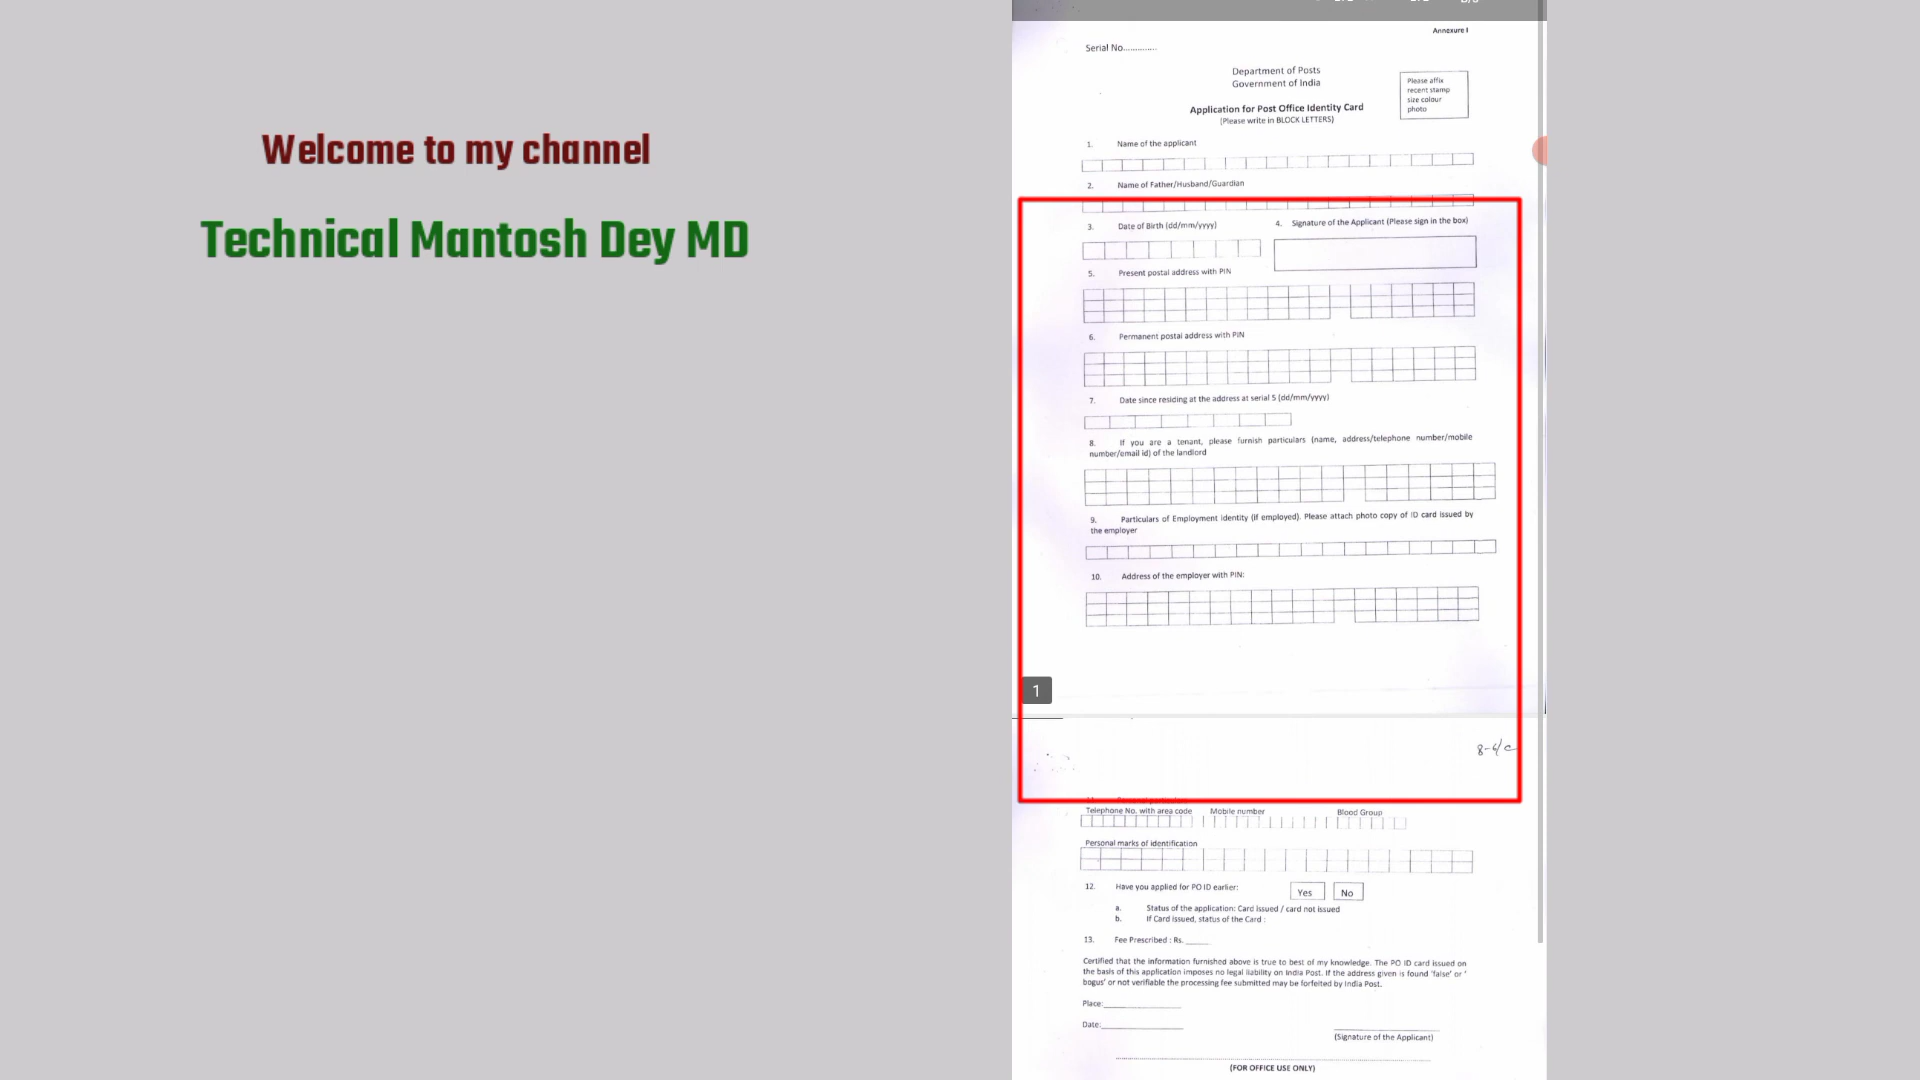 Welcome to my channel
Technical Mantosh Dey MD
Annexure I
Serial No.............
Department of Posts
Government of India
Please affix
recent stamp
size colour
photo
Application for Post Office Identity Card
(Please write in BLOCK LETTERS)
1. Name of the applicant
2. Name of Father/Husband/Guardian
3. Date of Birth (dd/mm/yyyy)
4. Signature of the Applicant (Please sign in the box)
5. Present postal address with PIN
6. Permanent postal address with PIN
7. Date since residing at the address at serial 5 (dd/mm/yyyy)
8. If you are a tenant, please furnish particulars (name, address/telephone number/mobile
number/email id) of the landlord
9. Particulars of Employment Identity (if employed). Please attach photo copy of ID card issued by
the employer
10. Address of the employer with PIN:
1
Telephone No. with area code Mobile number Blood Group
Personal marks of identification
12. Have you applied for PO ID earlier: Yes No
a. Status of the application: Card Issued / card not issued
b. If Card issued, status of the Card :
13. Fee Prescribed : Rs. _____
Certified that the information furnished above is true to best of my knowledge. The PO ID card issued on
the basis of this application imposes no legal liability on India Post. If the address given is found 'false' or '
bogus' or not verifiable the processing fee submitted may be forfeited by India Post.
Place:_______________
Date:_______________
(Signature of the Applicant)
(FOR OFFICE USE ONLY)